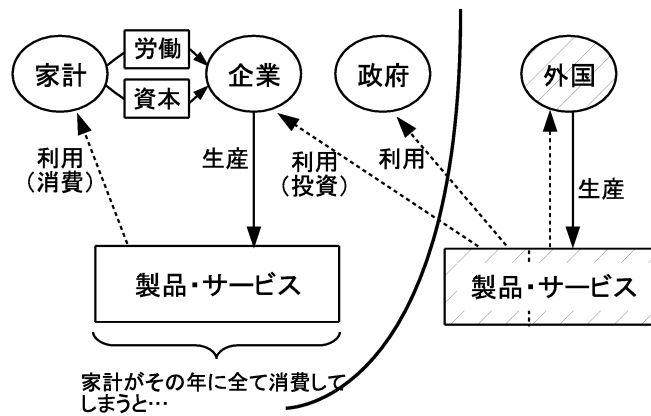 労働
家計
企業
政府
外国
資本
利用
（消費）
生産
利用
（投資）
利用
生産
製品・サービス
製品・サービス
家計がその年に全て消費して
しまうと…